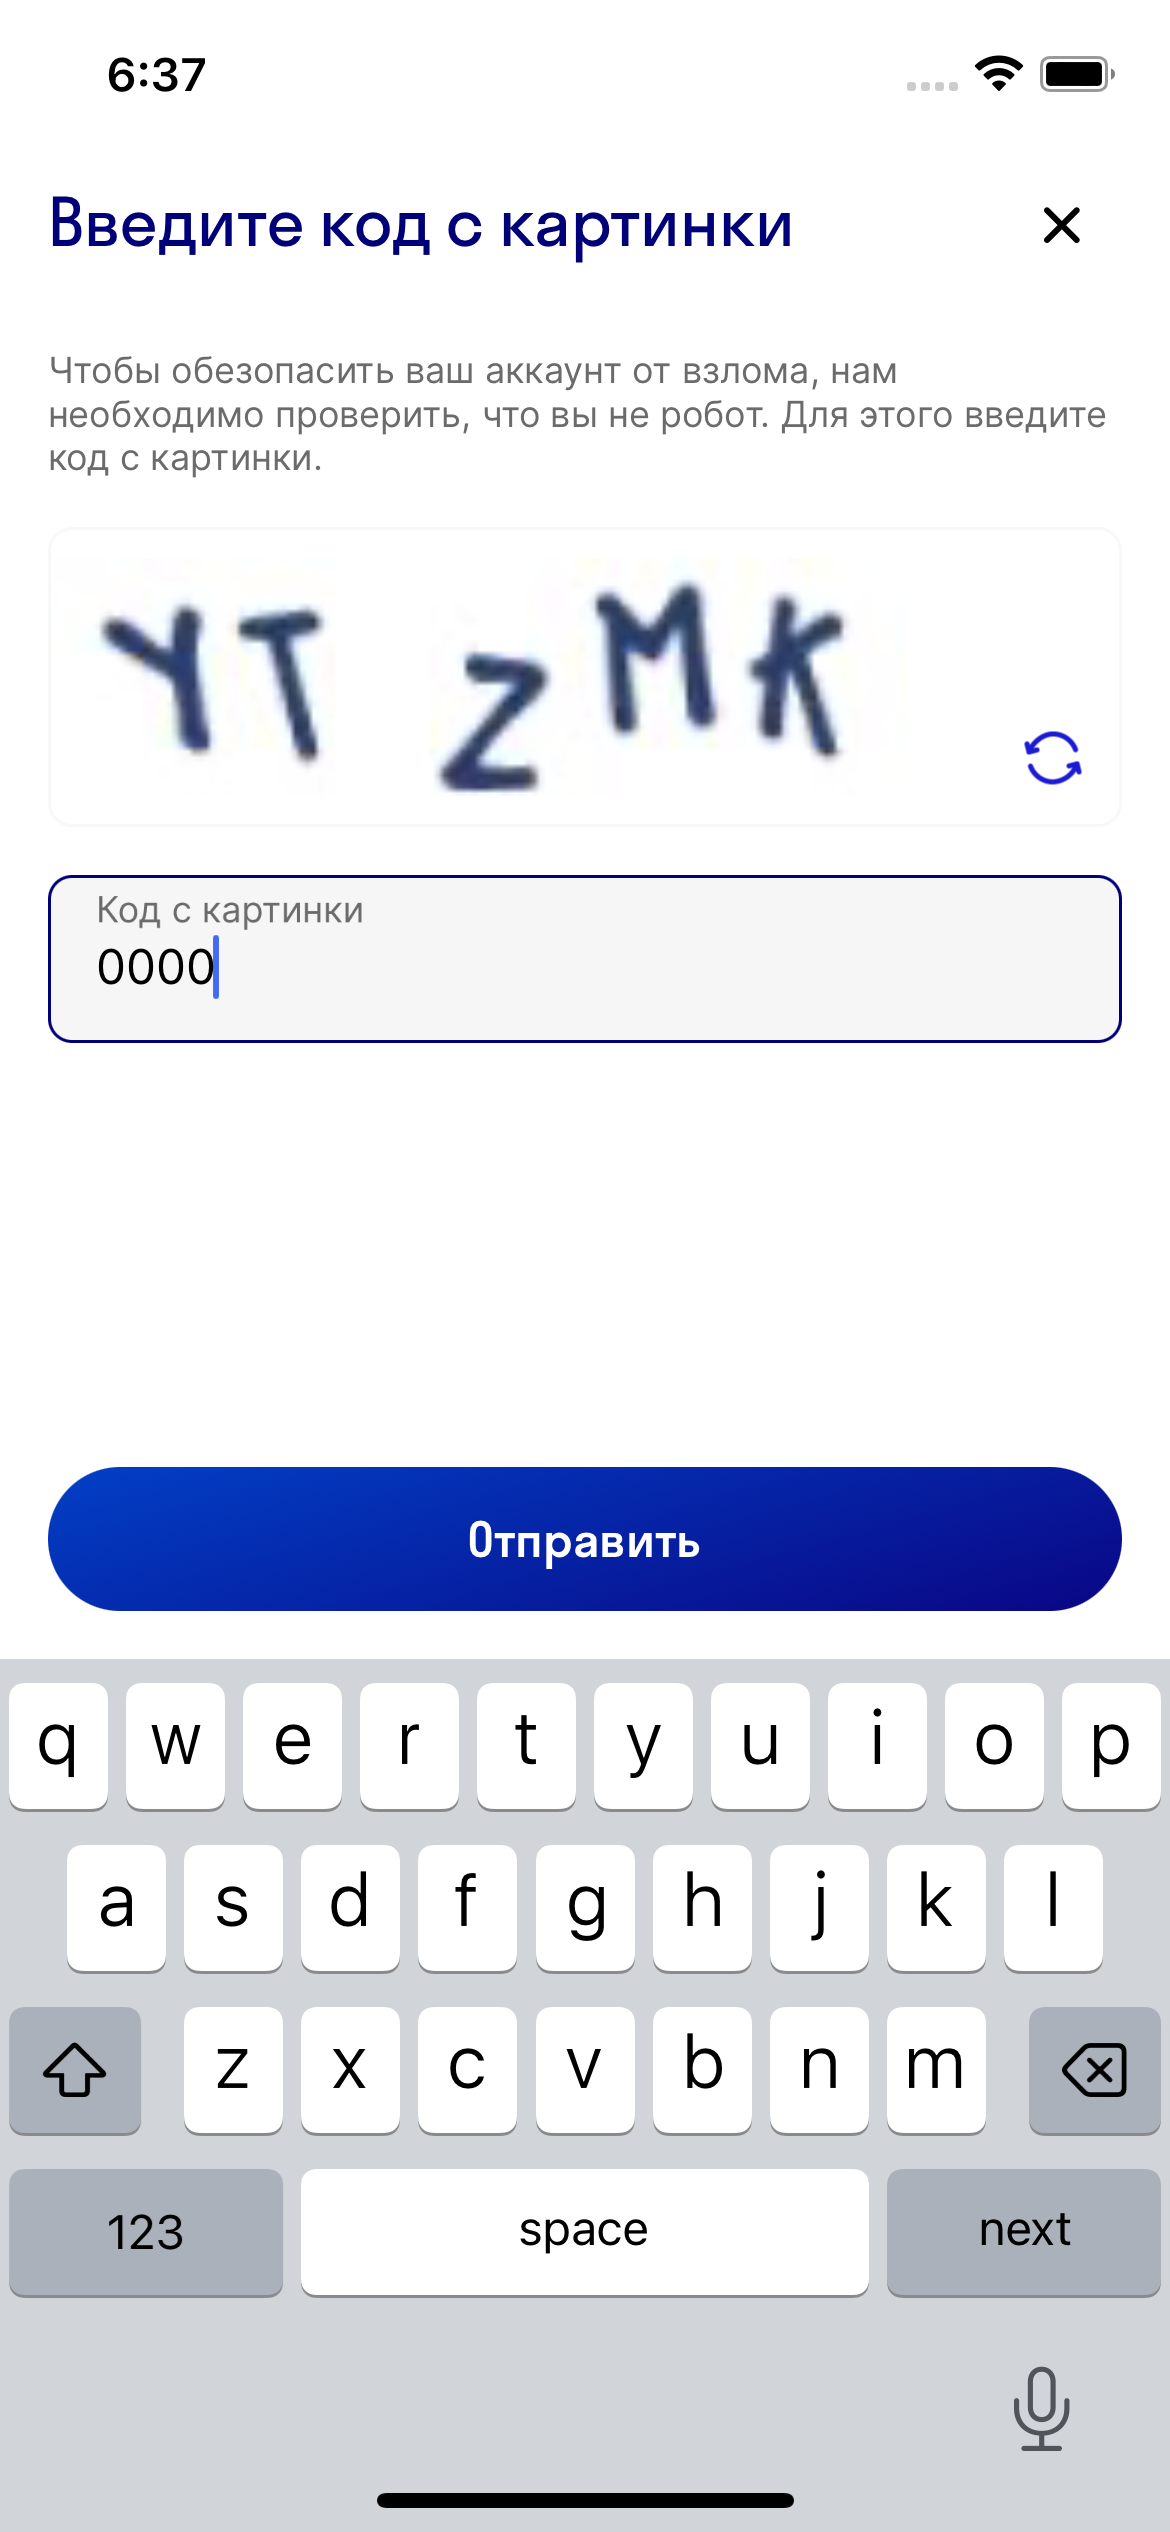 6:37
Введите код с картинки
Чтобы обезопасить ваш аккаунт от взлома, нам
необходимо проверить, что вы не робот. Для этого введите
код с картинки.
YT ZMK
Код с картинки
0000
Отправить
q w e r t y u i o p
a s d f g h j k l
z x c v b n m
123 space next